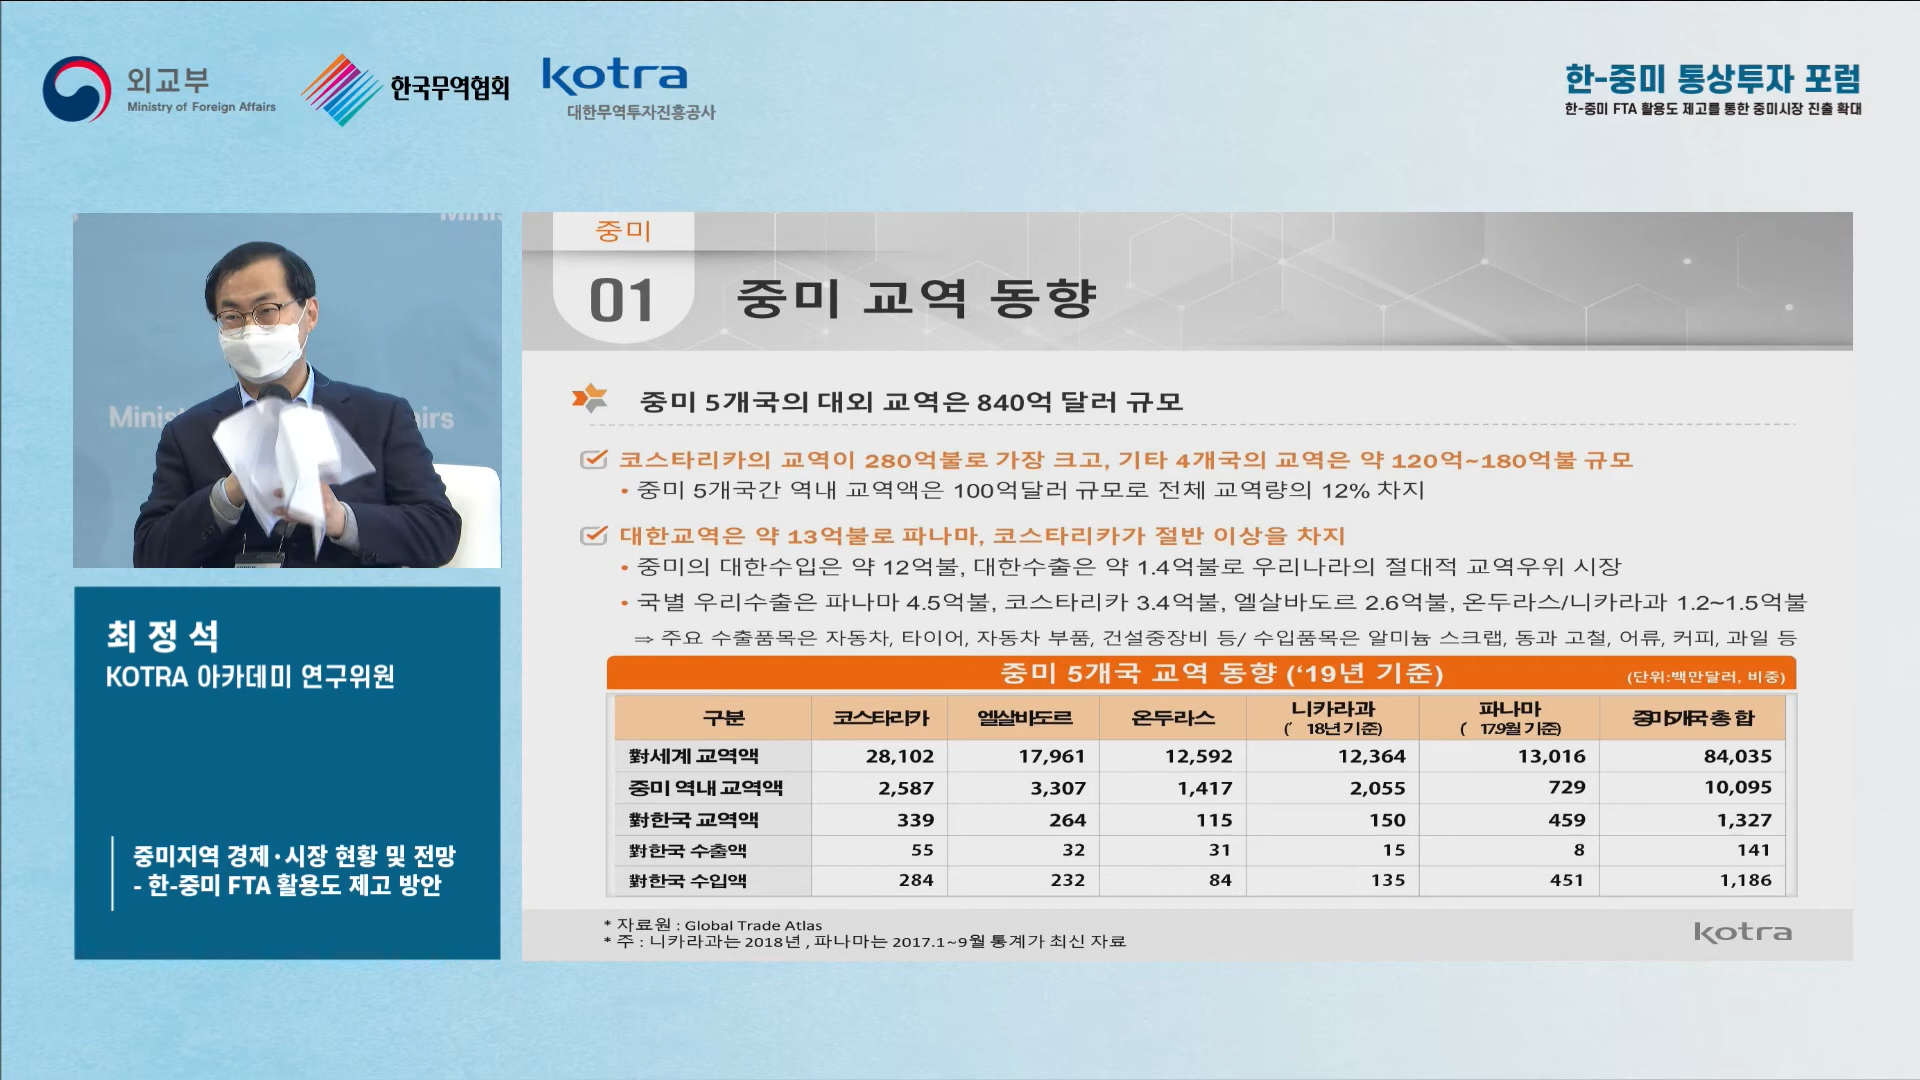 외교부
Ministry of Foreign Affairs
한국무역협회
kotra
대한무역투자진흥공사
한-중미 통상투자 포럼
한-중미 FTA 활용도 제고를 통한 중미시장 진출 확대
최정석
KOTRA 아카데미 연구위원
중미지역 경제·시장 현황 및 전망
- 한-중미 FTA 활용도 제고 방안
중미
01 중미 교역 동향
중미 5개국의 대외 교역은 840억 달러 규모
코스타리카의 교역이 280억불로 가장 크고, 기타 4개국의 교역은 약 120억~180억불 규모
• 중미 5개국간 역내 교역액은 100억달러 규모로 전체 교역량의 12% 차지
대한교역은 약 13억불로 파나마, 코스타리카가 절반 이상을 차지
• 중미의 대한수입은 약 12억불, 대한수출은 약 1.4억불로 우리나라의 절대적 교역우위 시장
• 국별 우리수출은 파나마 4.5억불, 코스타리카 3.4억불, 엘살바도르 2.6억불, 온두라스/니카라과 1.2~1.5억불
⇒ 주요 수출품목은 자동차, 타이어, 자동차 부품, 건설중장비 등/ 수입품목은 알미늄 스크랩, 동과 고철, 어류, 커피, 과일 등
중미 5개국 교역 동향 (‘19년 기준) (단위:백만달러, 비중)
구분 코스타리카 엘살바도르 온두라스 니카라과 (’18년 기준) 파나마 (’17.9월 기준) 중미5개국 총 합
對세계 교역액 28,102 17,961 12,592 12,364 13,016 84,035
중미 역내 교역액 2,587 3,307 1,417 2,055 729 10,095
對한국 교역액 339 264 115 150 459 1,327
對한국 수출액 55 32 31 15 8 141
對한국 수입액 284 232 84 135 451 1,186
* 자료원 : Global Trade Atlas
* 주 : 니카라과는 2018년 , 파나마는 2017.1~9월 통계가 최신 자료
kotra